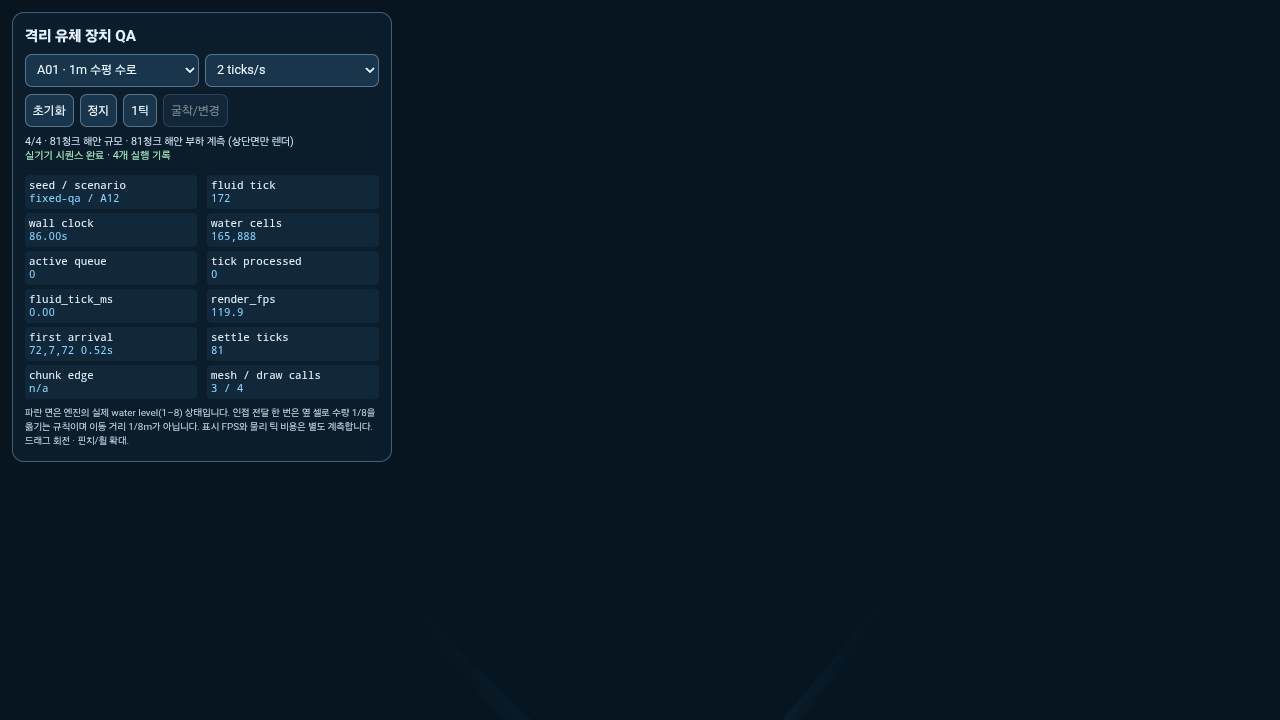 격리 유체 장치 QA
A01 · 1m 수평 수로
2 ticks/s
초기화
정지
1틱
굴착/변경
4/4 · 81청크 해안 규모 · 81청크 해안 부하 계측 (상단면만 렌더)
실기기 시퀀스 완료 · 4개 실행 기록
seed / scenario
fixed-qa / A12
fluid tick
172
wall clock
86.00s
water cells
165,888
active queue
0
tick processed
0
fluid_tick_ms
0.00
render_fps
119.9
first arrival
72,7,72 0.52s
settle ticks
81
chunk edge
n/a
mesh / draw calls
3 / 4
파란 면은 엔진의 실제 water level(1~8) 상태입니다. 인접 전달 한 번은 옆 셀로 수량 1/8을
옮기는 규칙이며 이동 거리 1/8m가 아닙니다. 표시 FPS와 물리 틱 비용은 별도 계측합니다.
드래그 회전 · 핀치/휠 확대.